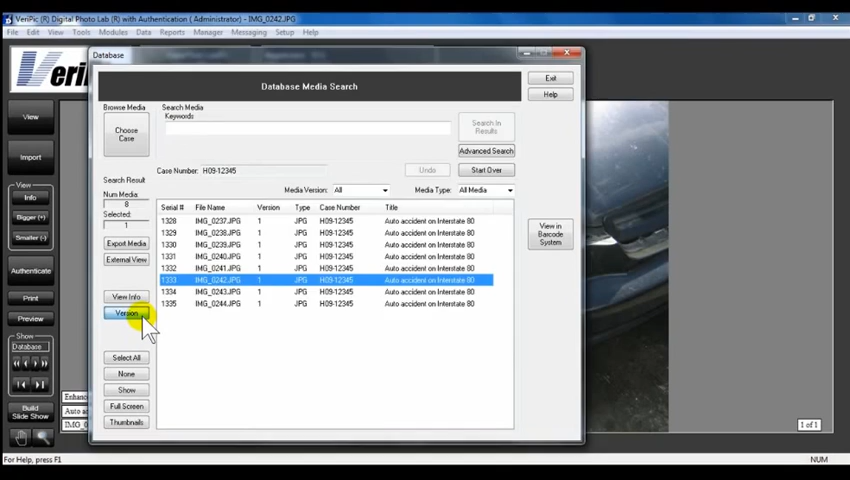 VeriPic (R) Digital Photo Lab (R) with Authentication ( Administrator) - IMG_0242.JPG
File Edit View Tools Modules Data Reports Manager Messaging Setup Help
Database
Database Media Search
Exit
Help
Browse Media
Choose Case
Search Media
Keywords
Search In Results
Advanced Search
Case Number: H09-12345
Undo
Start Over
Search Result
Num Media:
8
Selected:
1
Media Version: All
Media Type: All Media
Serial # File Name Version Type Case Number Title
1328 IMG_0237.JPG 1 JPG H09-12345 Auto accident on Interstate 80
1329 IMG_0238.JPG 1 JPG H09-12345 Auto accident on Interstate 80
1330 IMG_0239.JPG 1 JPG H09-12345 Auto accident on Interstate 80
1331 IMG_0240.JPG 1 JPG H09-12345 Auto accident on Interstate 80
1332 IMG_0241.JPG 1 JPG H09-12345 Auto accident on Interstate 80
1333 IMG_0242.JPG 1 JPG H09-12345 Auto accident on Interstate 80
1334 IMG_0243.JPG 1 JPG H09-12345 Auto accident on Interstate 80
1335 IMG_0244.JPG 1 JPG H09-12345 Auto accident on Interstate 80
Export Media
External View
View Info
Version
Select All
None
Show
Full Screen
Thumbnails
View in Barcode System
View
Import
View
Info
Bigger (+)
Smaller (-)
Authenticate
Print
Preview
Show
Database
Build Slide Show
Enhanc
Auto a
IMG_0
1 of 1
For Help, press F1
NUM